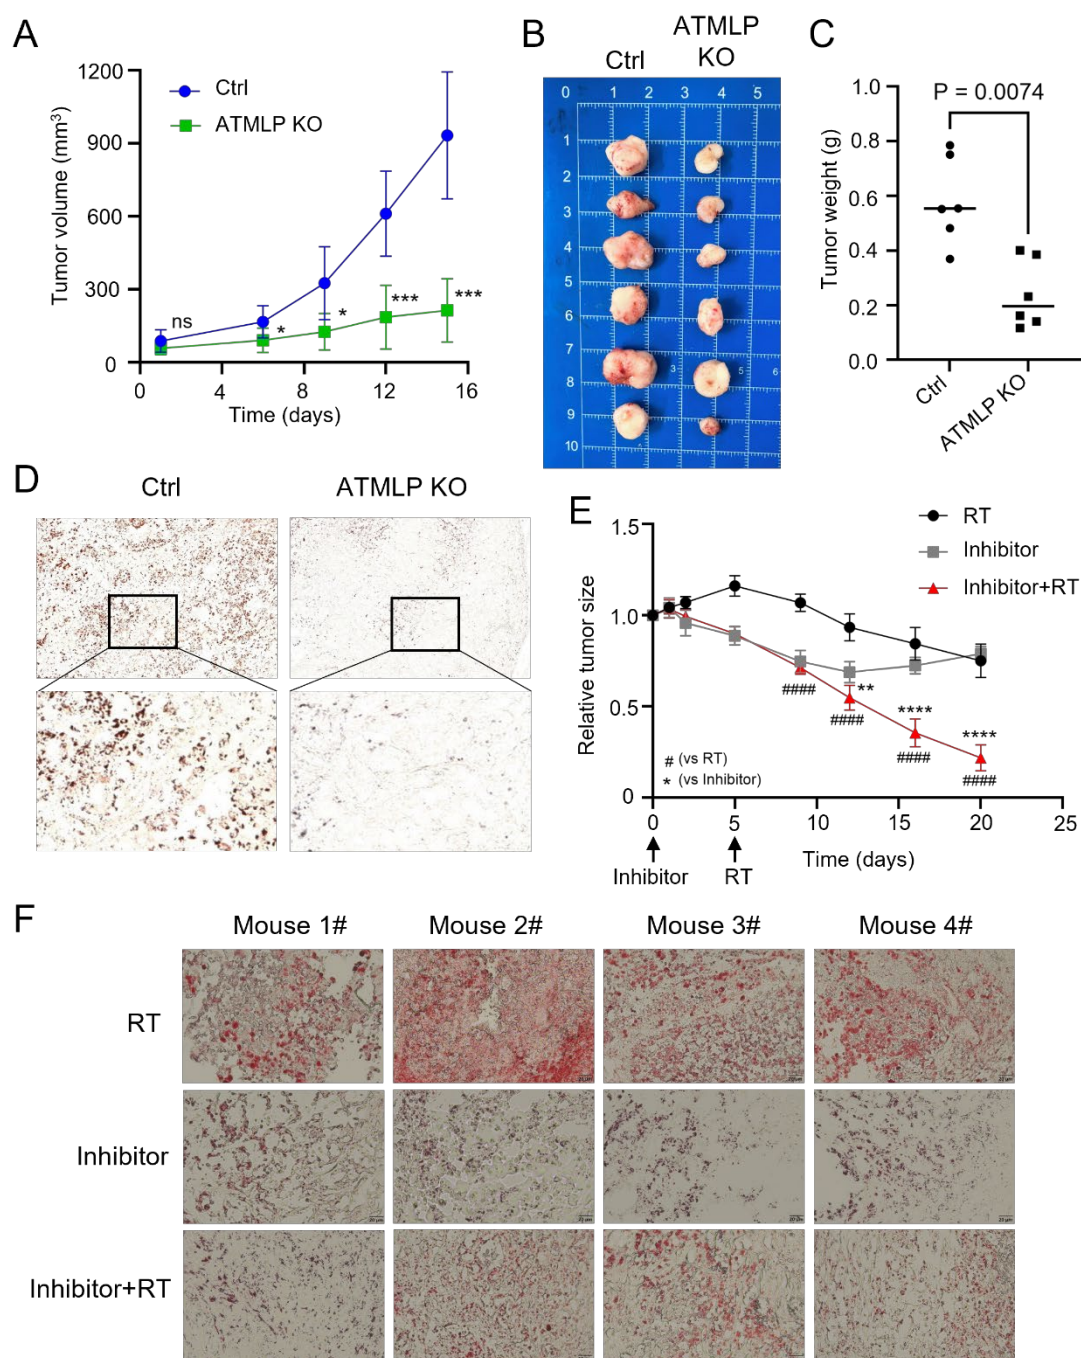 A
1200
900
600
300
0
Tumor volume (mm³)
Ctrl
ATMLP KO
ns
*
*
***
***
0 4 8 12 16
Time (days)
B
Ctrl
ATMLP
KO
0 1 2 3 4 5
1
2
3
4
5
6
7
8
9
10
3 5 6
C
1.0
0.8
0.6
0.4
0.2
0.0
Tumor weight (g)
P = 0.0074
Ctrl
ATMLP KO
D
Ctrl
ATMLP KO
E
1.5
1.0
0.5
0
Relative tumor size
RT
Inhibitor
Inhibitor+RT
####
**
####
****
####
****
####
# (vs RT)
* (vs Inhibitor)
0 5 10 15 20 25
Time (days)
Inhibitor
RT
F
Mouse 1# Mouse 2# Mouse 3# Mouse 4#
RT
Inhibitor
Inhibitor+RT